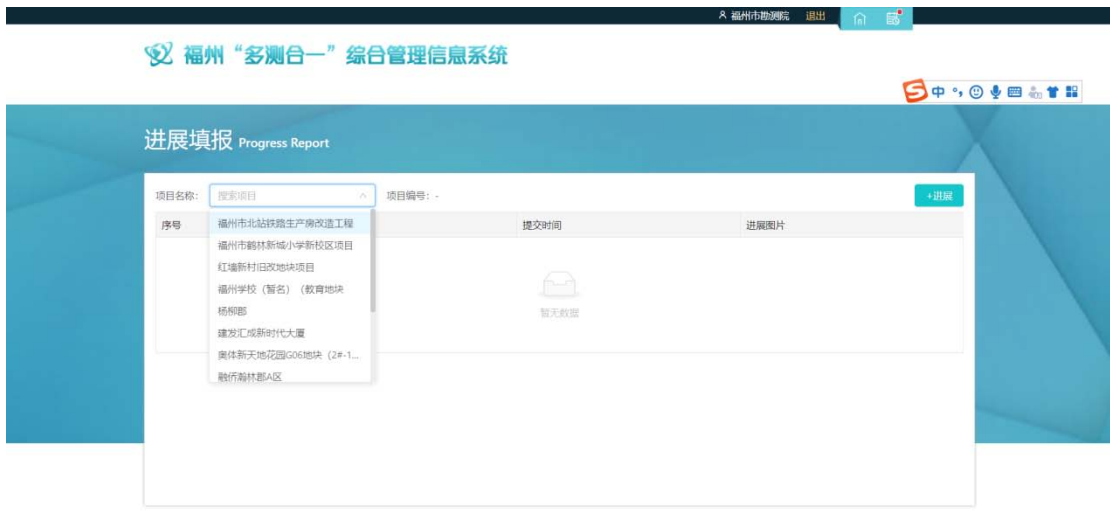 福州市勘测院 退出
福州“多测合一”综合管理信息系统
中
进展填报 Progress Report
项目名称： 搜索项目 项目编号：-
+进展
序号 提交时间 进展图片
福州市北站铁路生产房改造工程
福州市鹤林新城小学新校区项目
红墙新村旧改地块项目
福州学校（暂名）（教育地块
杨柳郡
建发汇成新时代大厦
奥体新天地花园G06地块（2#-1...
融侨瀚林郡A区
暂无数据